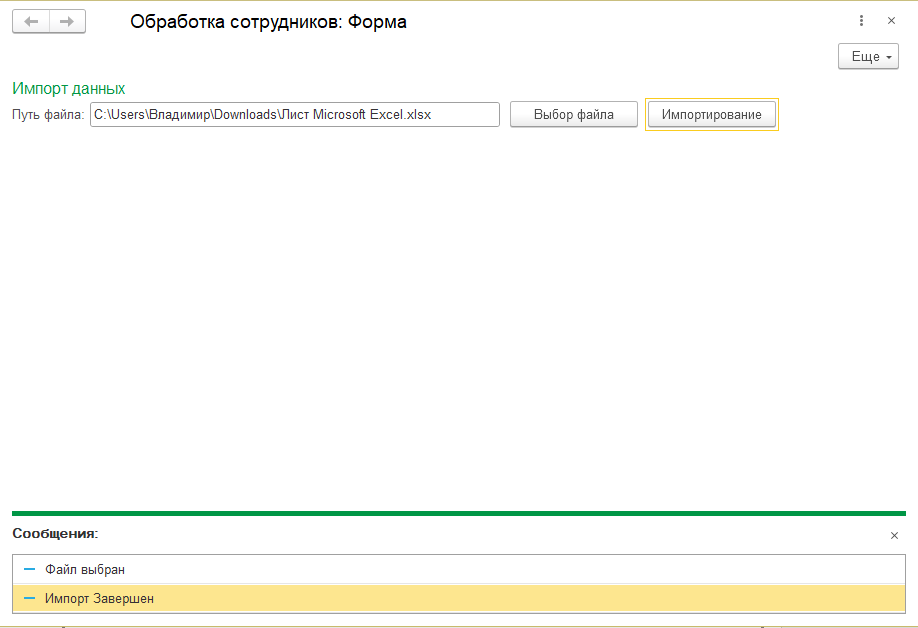 Обработка сотрудников: Форма
Еще
Импорт данных
Путь файла: C:\Users\Владимир\Downloads\Лист Microsoft Excel.xlsx Выбор файла Импортирование
Сообщения:
Файл выбран
Импорт Завершен